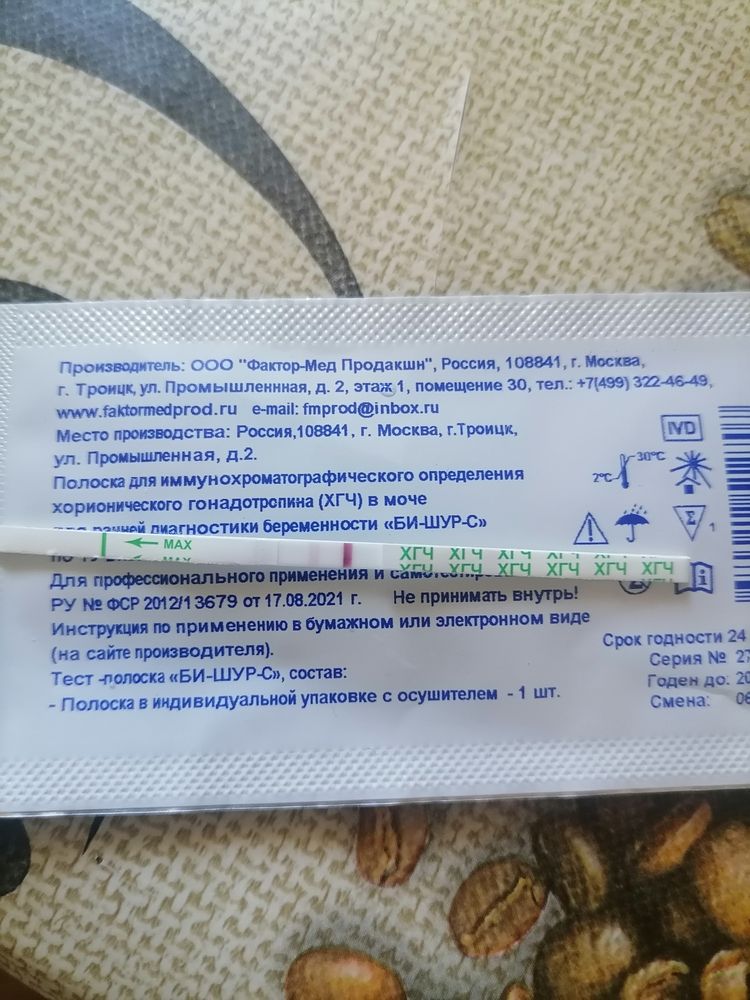 Производитель: ООО "Фактор-Мед Продакшн", Россия, 108841, г. Москва,
г. Троицк, ул. Промышленнная, д. 2, этаж 1, помещение 30, тел.: +7(499) 322-46-49,
www.faktormedprod.ru e-mail: fmprod@inbox.ru
Место производства: Россия,108841, г. Москва, г.Троицк,
ул. Промышленная, д.2.
IVD
30°C
2°C
Полоска для иммунохроматографического определения
хорионического гонадотропина (ХГЧ) в моче
ранней диагностики беременности «БИ-ШУР-С»
Σ 1
MAX
ХГЧ ХГЧ ХГЧ ХГЧ ХГЧ ХГЧ
Для профессионального применения и
РУ № ФСР 2012/13679 от 17.08.2021 г. Не принимать внутрь!
Инструкция по применению в бумажном или электронном виде
(на сайте производителя).
Тест -полоска «БИ-ШУР-С», состав:
- Полоска в индивидуальной упаковке с осушителем - 1 шт.
Срок годности 24
Серия № 27
Годен до: 20
Смена: 06